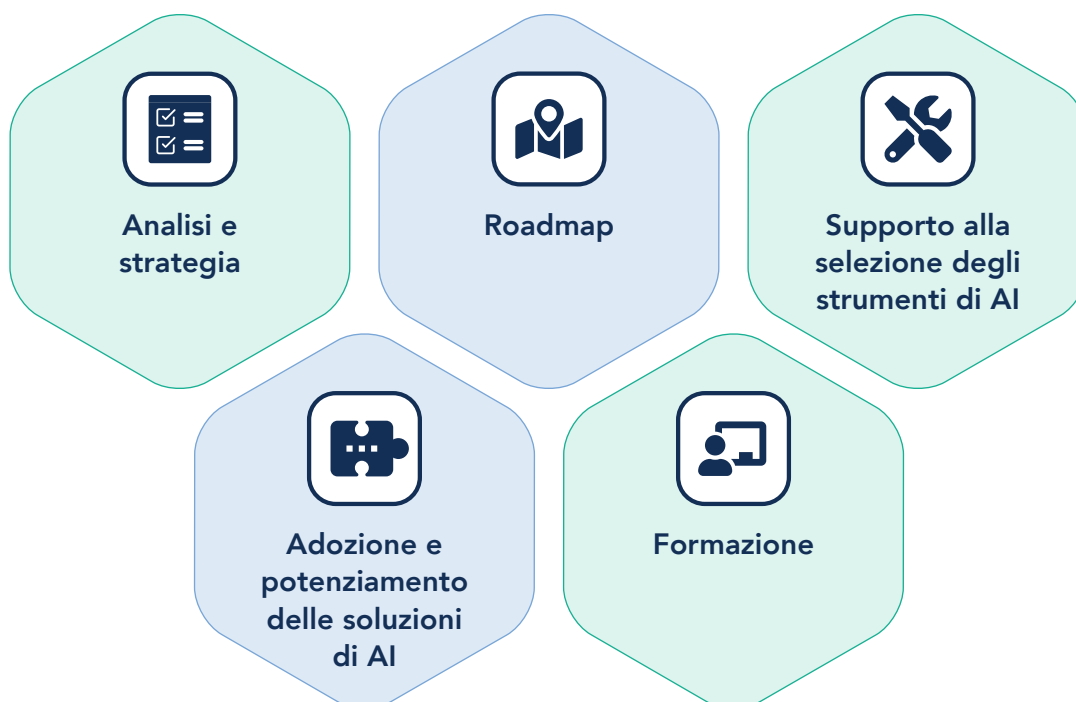 Analisi e
strategia
Roadmap
Supporto alla
selezione degli
strumenti di AI
Adozione e
potenziamento
delle soluzioni
di AI
Formazione